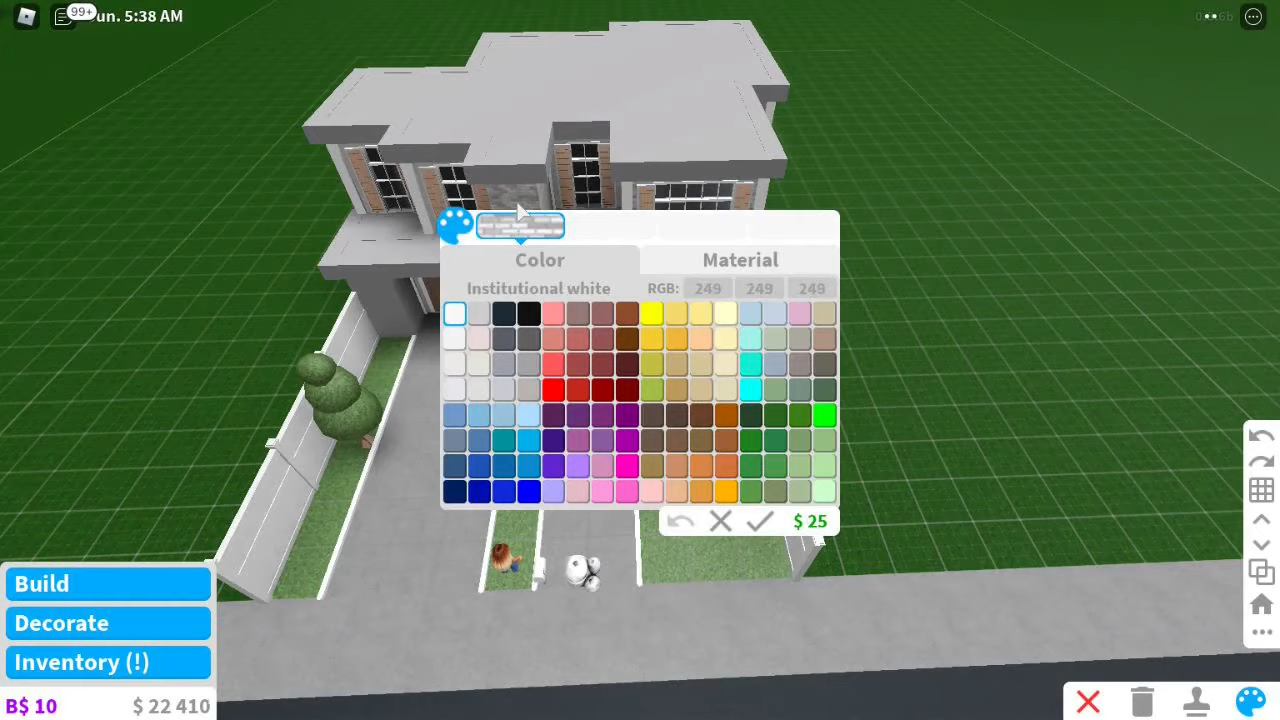 99+
un. 5:38 AM
Color
Material
Institutional white
RGB: 249 249 249
$ 25
Build
Decorate
Inventory (!)
B$ 10
$ 22 410